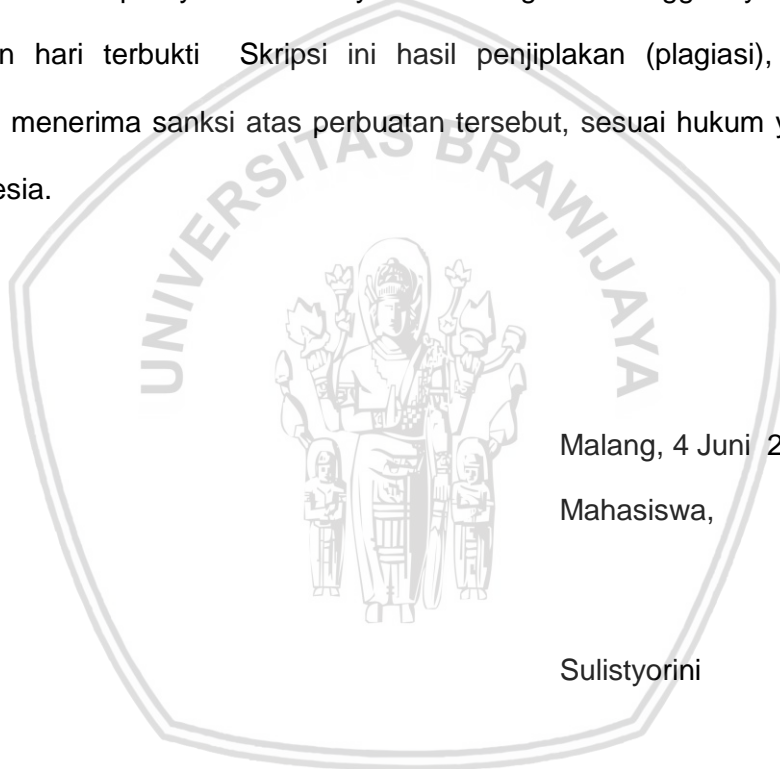 n hari terbukti Skripsi ini hasil penjiplakan (plagiasi),
menerima sanksi atas perbuatan tersebut, sesuai hukum y
esia.
UNIVERSITAS BRAWIJAYA
Malang, 4 Juni 2
Mahasiswa,
Sulistyorini